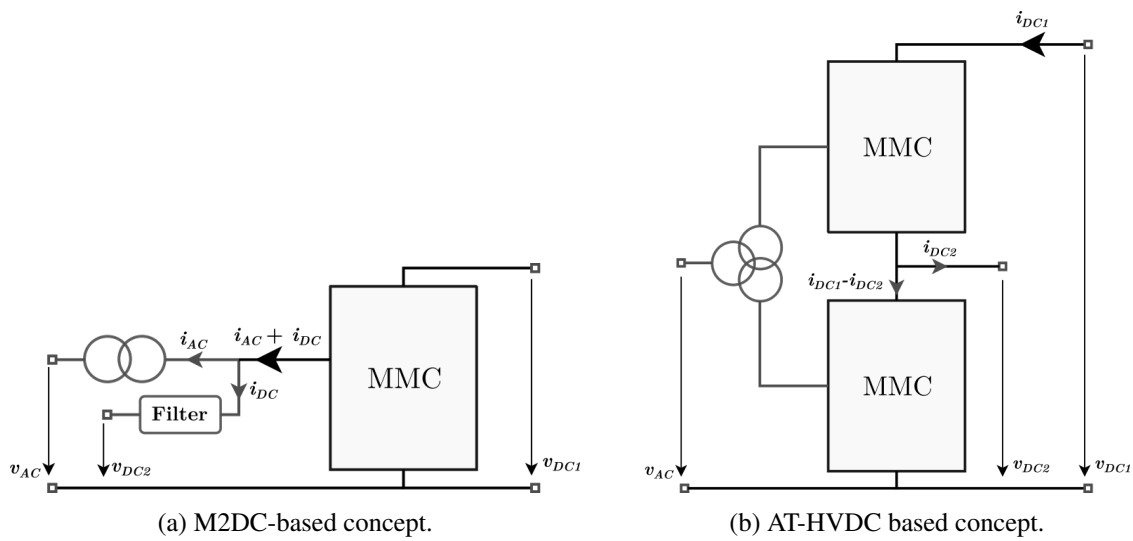 i_AC
i_AC + i_DC
i_DC
MMC
Filter
v_AC
v_DC2
v_DC1
(a) M2DC-based concept.
i_DC1
MMC
i_DC2
i_DC1-i_DC2
MMC
v_AC
v_DC2
v_DC1
(b) AT-HVDC based concept.